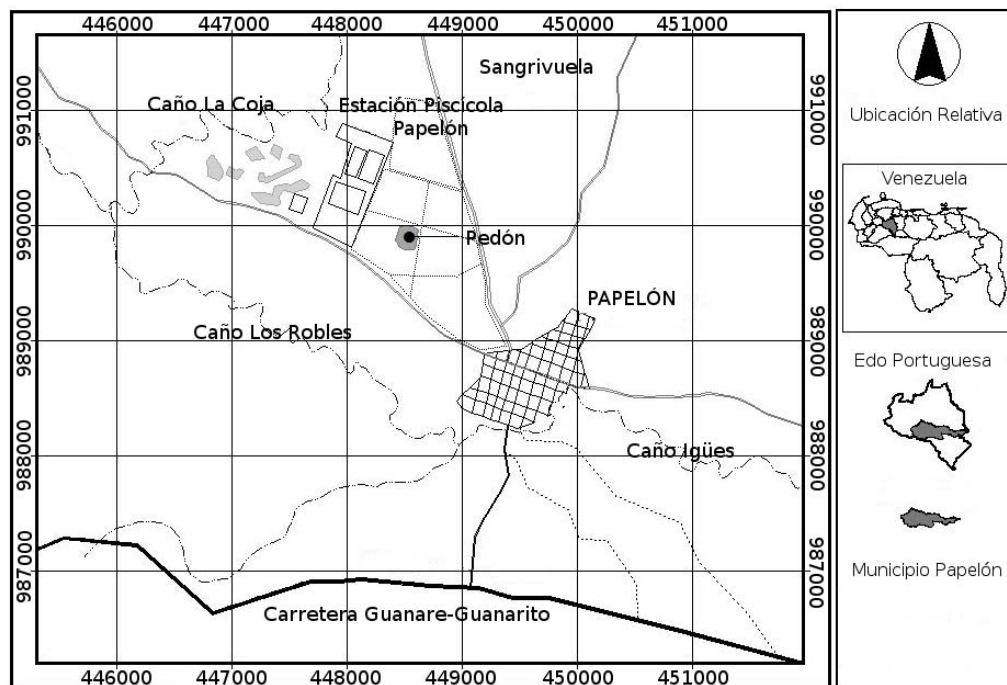 446000 447000 448000 449000 450000 451000
Sangrivuela
Caño La Coja
Estación Piscícola
Papelón
Pedón
PAPELÓN
Caño Los Robles
Caño Igües
Carretera Guanare-Guanarito
991000
990000
989000
988000
987000
991000
990000
989000
988000
987000
446000 447000 448000 449000 450000 451000
Ubicación Relativa
Venezuela
Edo Portuguesa
Municipio Papelón